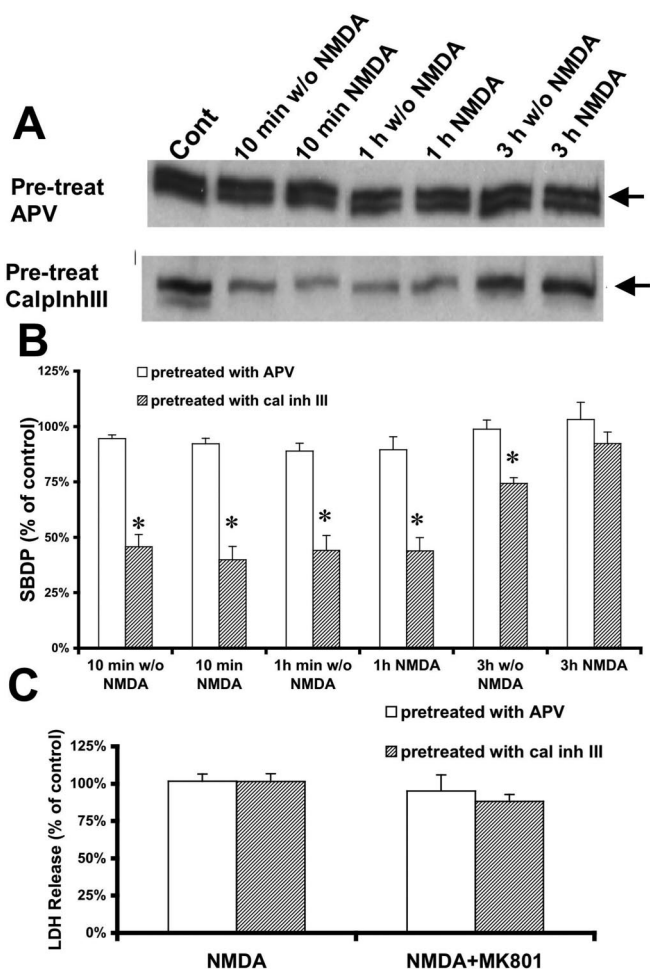 A
Cont
10 min w/o NMDA
10 min NMDA
1 h w/o NMDA
1 h NMDA
3 h w/o NMDA
3 h NMDA
Pre-treat
APV
Pre-treat
CalpInhIII
B
125%
100%
75%
50%
25%
0%
SBDP (% of control)
pretreated with APV
pretreated with cal inh III
*
*
*
*
*
10 min w/o
NMDA
10 min
NMDA
1h min w/o
NMDA
1h NMDA
3h w/o
NMDA
3h NMDA
C
pretreated with APV
pretreated with cal inh III
125%
100%
75%
50%
25%
0%
LDH Release (% of control)
NMDA
NMDA+MK801